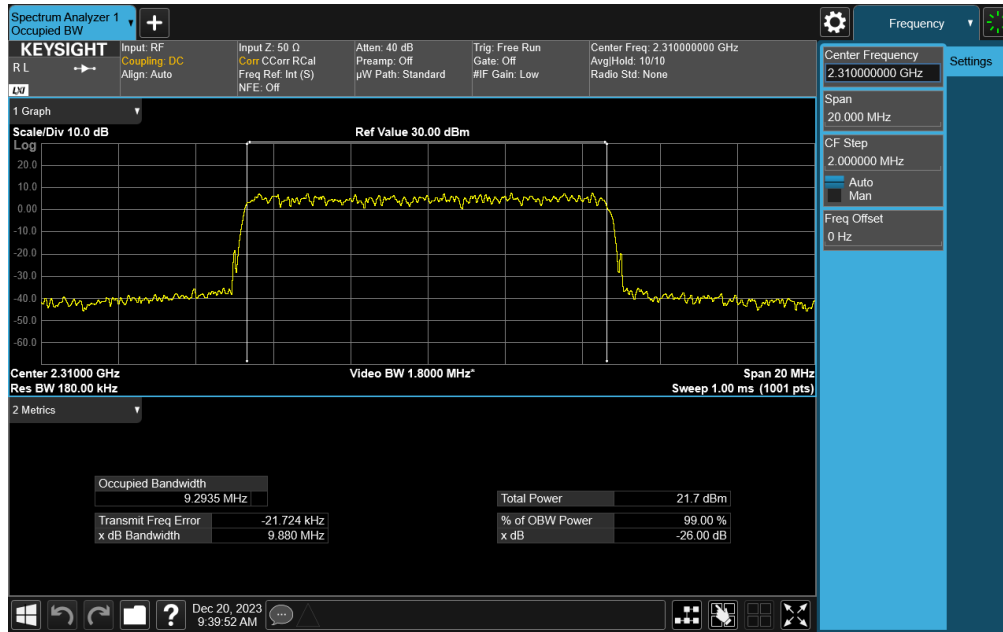 Spectrum Analyzer 1
Occupied BW
Frequency
KEYSIGHT
R L
LXI
Input: RF
Coupling: DC
Align: Auto
Input Z: 50 Ω
Corr CCorr RCal
Freq Ref: Int (S)
NFE: Off
Atten: 40 dB
Preamp: Off
µW Path: Standard
Trig: Free Run
Gate: Off
#IF Gain: Low
Center Freq: 2.310000000 GHz
Avg|Hold: 10/10
Radio Std: None
Center Frequency
2.310000000 GHz
Settings
Span
20.000 MHz
CF Step
2.000000 MHz
Auto
Man
Freq Offset
0 Hz
1 Graph
Scale/Div 10.0 dB
Ref Value 30.00 dBm
Log
20.0
10.0
0.00
-10.0
-20.0
-30.0
-40.0
-50.0
-60.0
Center 2.31000 GHz
Video BW 1.8000 MHz*
Span 20 MHz
Res BW 180.00 kHz
Sweep 1.00 ms (1001 pts)
2 Metrics
Occupied Bandwidth
9.2935 MHz
Total Power 21.7 dBm
Transmit Freq Error -21.724 kHz
% of OBW Power 99.00 %
x dB Bandwidth 9.880 MHz
x dB -26.00 dB
Dec 20, 2023
9:39:52 AM